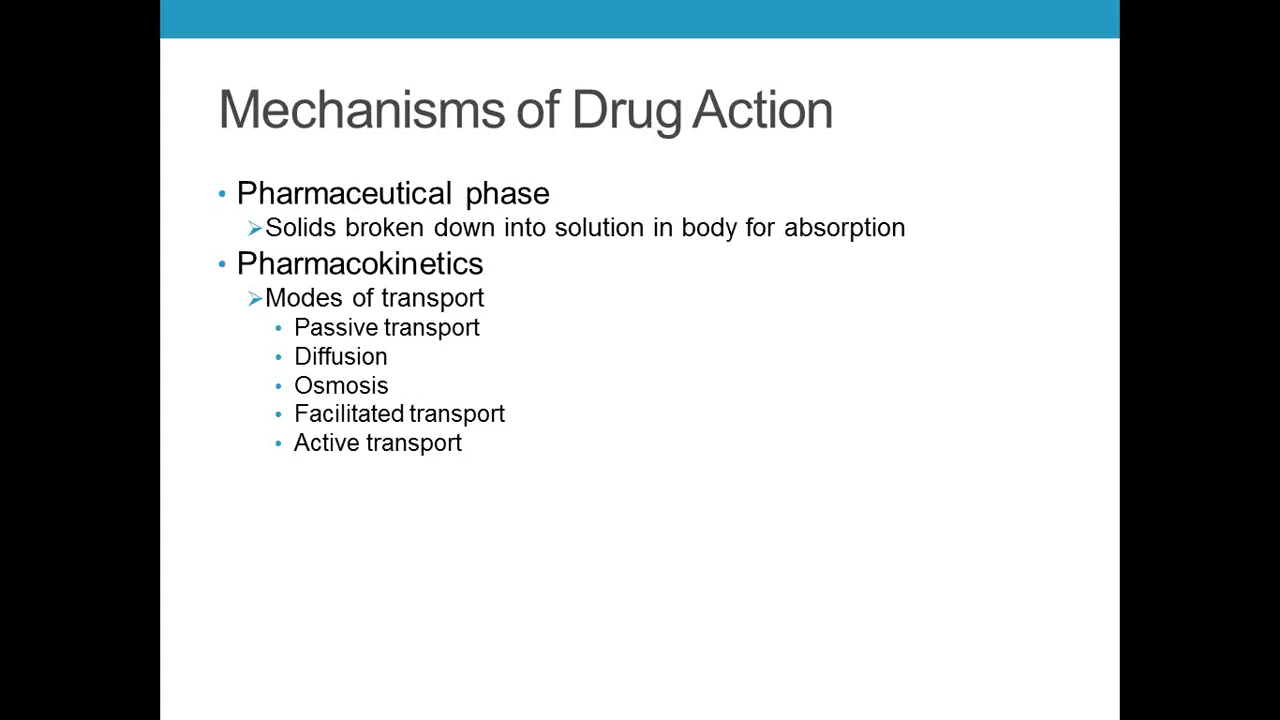 Mechanisms of Drug Action
• Pharmaceutical phase
➢Solids broken down into solution in body for absorption
• Pharmacokinetics
➢Modes of transport
• Passive transport
• Diffusion
• Osmosis
• Facilitated transport
• Active transport